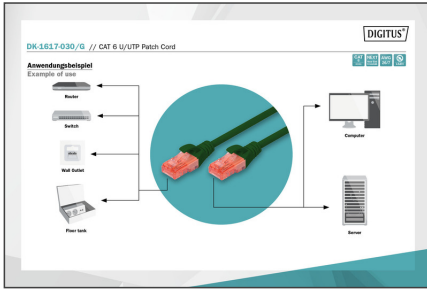 DIGITUS®
DK-1617-030/G // CAT 6 U/UTP Patch Cord
Anwendungsbeispiel
Example of use
Router
Switch
Wall Outlet
Floor tank
Computer
Server